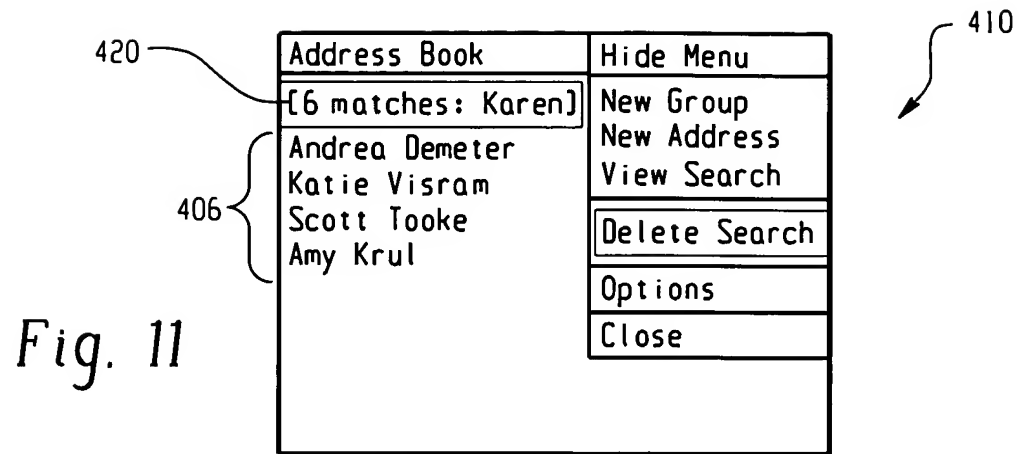 410
420
Address Book
Hide Menu
[6 matches: Karen]
New Group
New Address
View Search
Andrea Demeter
Katie Visram
Scott Tooke
Amy Krul
406
Delete Search
Options
Close
Fig. 11